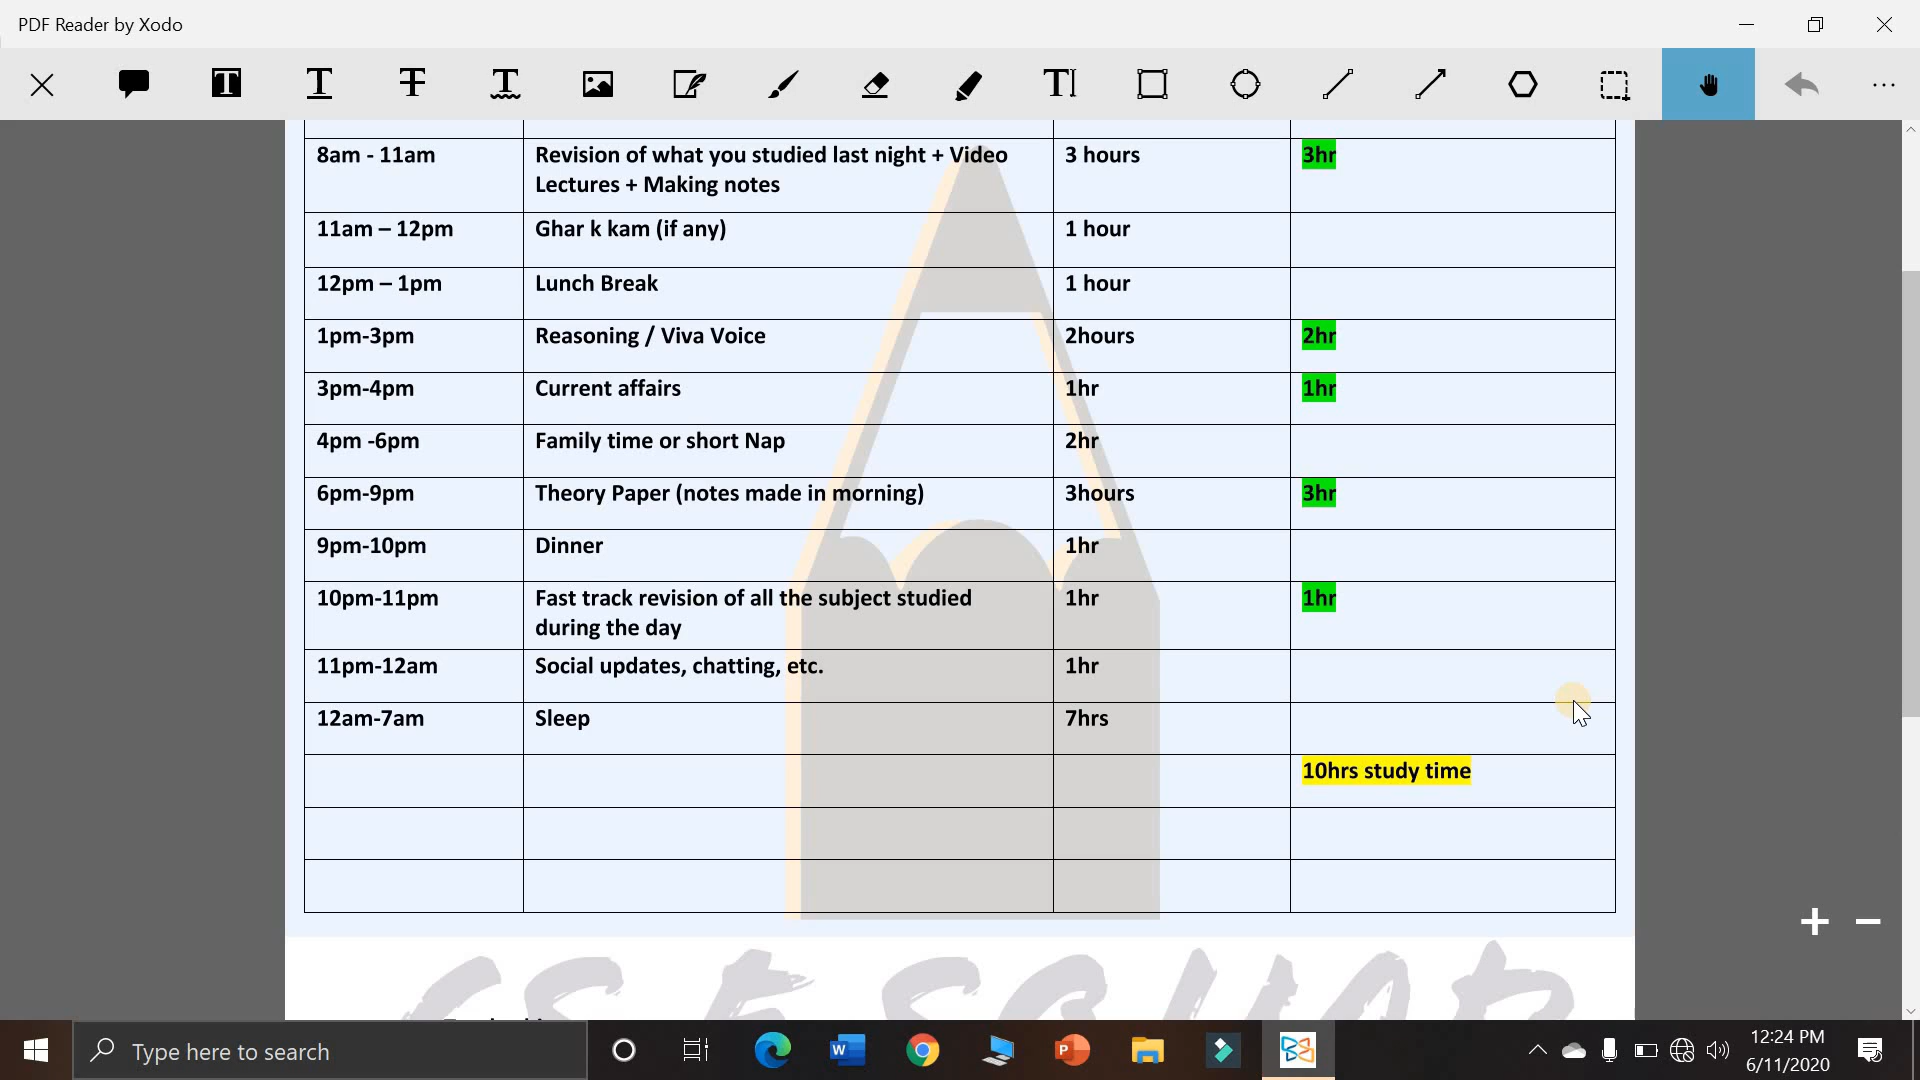 PDF Reader by Xodo
8am - 11am Revision of what you studied last night + Video 3 hours 3hr
Lectures + Making notes
11am – 12pm Ghar k kam (if any) 1 hour
12pm – 1pm Lunch Break 1 hour
1pm-3pm Reasoning / Viva Voice 2hours 2hr
3pm-4pm Current affairs 1hr 1hr
4pm -6pm Family time or short Nap 2hr
6pm-9pm Theory Paper (notes made in morning) 3hours 3hr
9pm-10pm Dinner 1hr
10pm-11pm Fast track revision of all the subject studied 1hr 1hr
during the day
11pm-12am Social updates, chatting, etc. 1hr
12am-7am Sleep 7hrs
10hrs study time
Type here to search
12:24 PM
6/11/2020